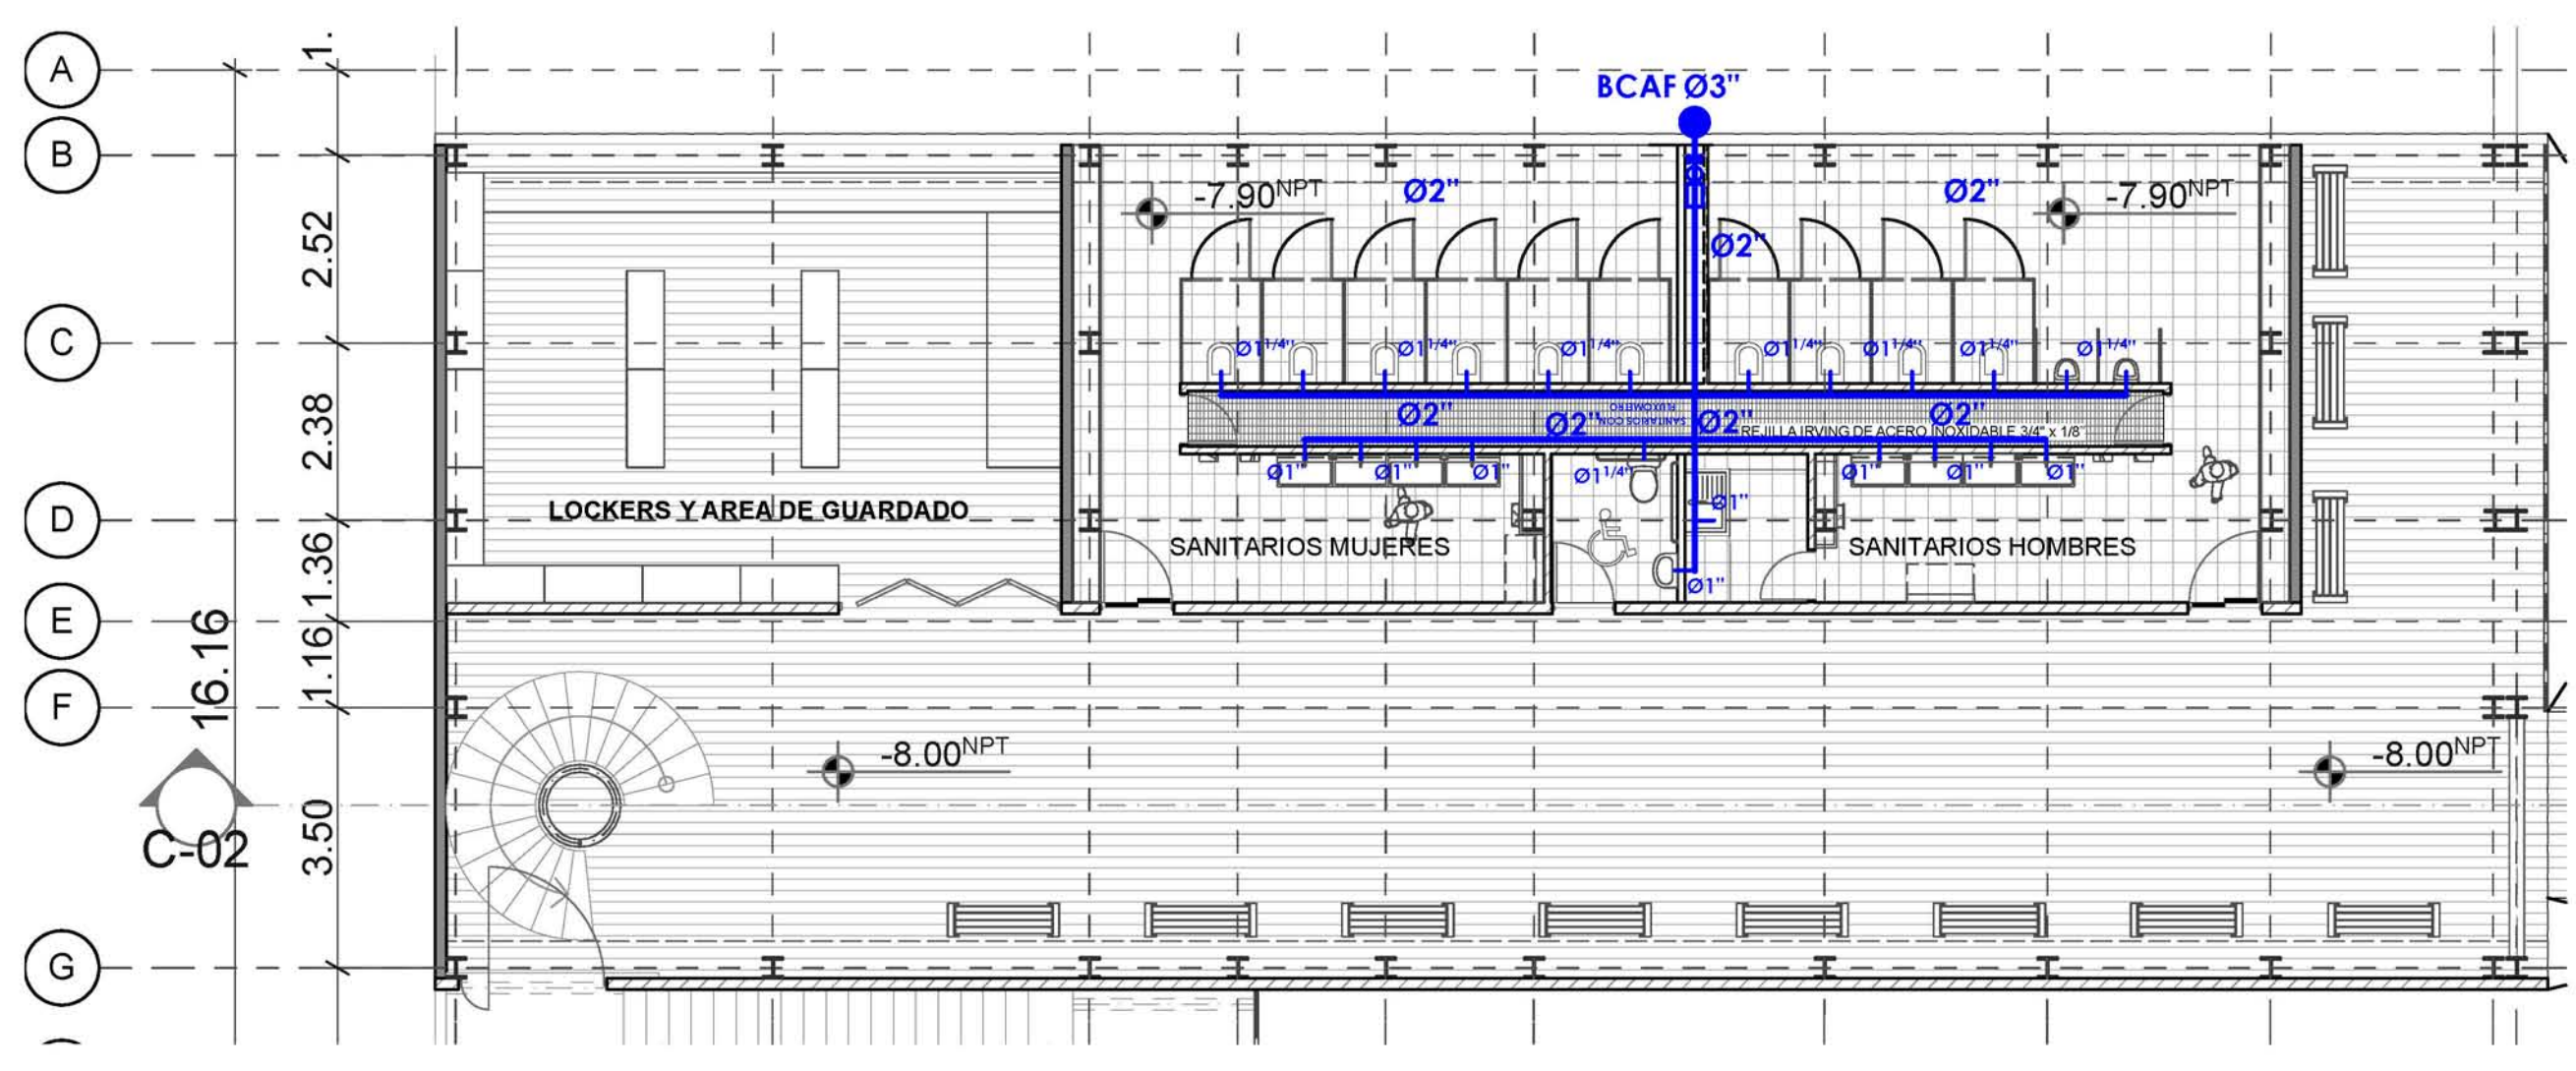 A
1.
BCAF Ø3"
B
-7.90NPT
Ø2"
Ø2"
-7.90NPT
2.52
Ø2"
C
Ø1 1/4"
Ø1 1/4"
Ø1 1/4"
Ø1 1/4"
Ø1 1/4"
Ø1 1/4"
Ø1 1/4"
2.38
Ø2"
SANITARIOS CON
FLUXOMETRO
Ø2"
Ø2"
Ø2"
REJILLA IRVING DE ACERO INOXIDABLE 3/4" x 1/8
Ø1"
Ø1"
Ø1"
Ø1 1/4"
Ø1"
Ø1"
Ø1"
D
LOCKERS Y AREA DE GUARDADO
Ø1"
SANITARIOS MUJERES
SANITARIOS HOMBRES
1.36
Ø1"
E
16.16
1.16
F
-8.00NPT
-8.00NPT
C-02
3.50
G